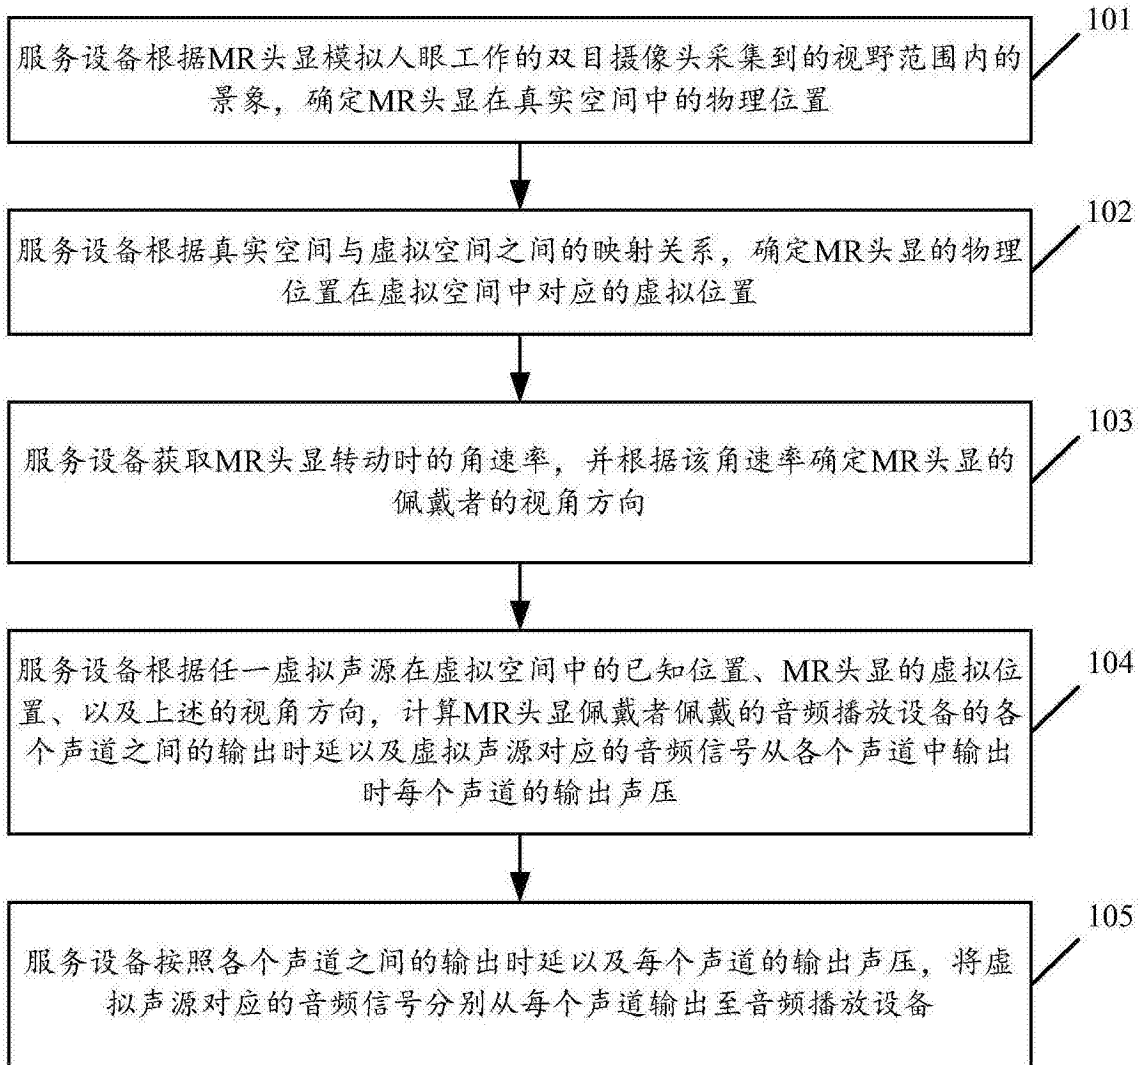 101
服务设备根据MR头显模拟人眼工作的双目摄像头采集到的视野范围内的
景象，确定MR头显在真实空间中的物理位置
102
服务设备根据真实空间与虚拟空间之间的映射关系，确定MR头显的物理
位置在虚拟空间中对应的虚拟位置
103
服务设备获取MR头显转动时的角速率，并根据该角速率确定MR头显的
佩戴者的视角方向
104
服务设备根据任一虚拟声源在虚拟空间中的已知位置、MR头显的虚拟位
置、以及上述的视角方向，计算MR头显佩戴者佩戴的音频播放设备的各
个声道之间的输出时延以及虚拟声源对应的音频信号从各个声道中输出
时每个声道的输出声压
105
服务设备按照各个声道之间的输出时延以及每个声道的输出声压，将虚
拟声源对应的音频信号分别从每个声道输出至音频播放设备